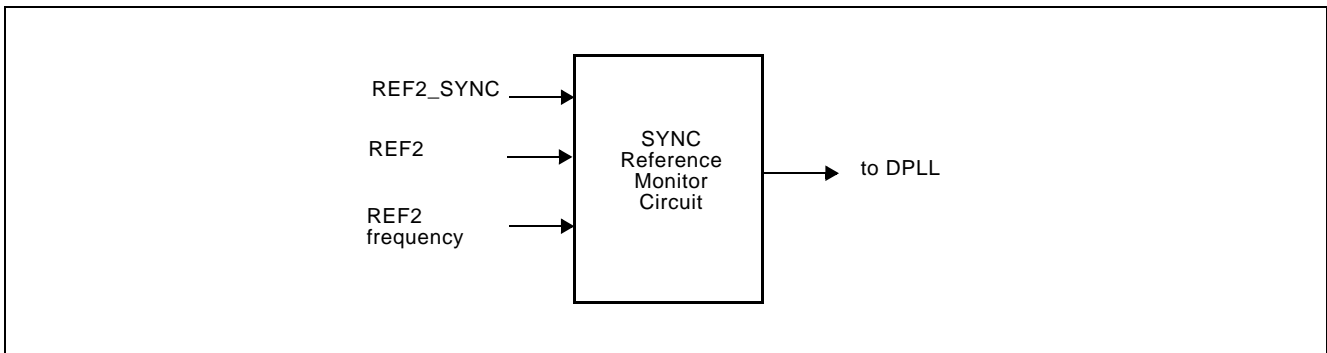 REF2_SYNC
REF2
REF2
frequency
SYNC
Reference
Monitor
Circuit
to DPLL